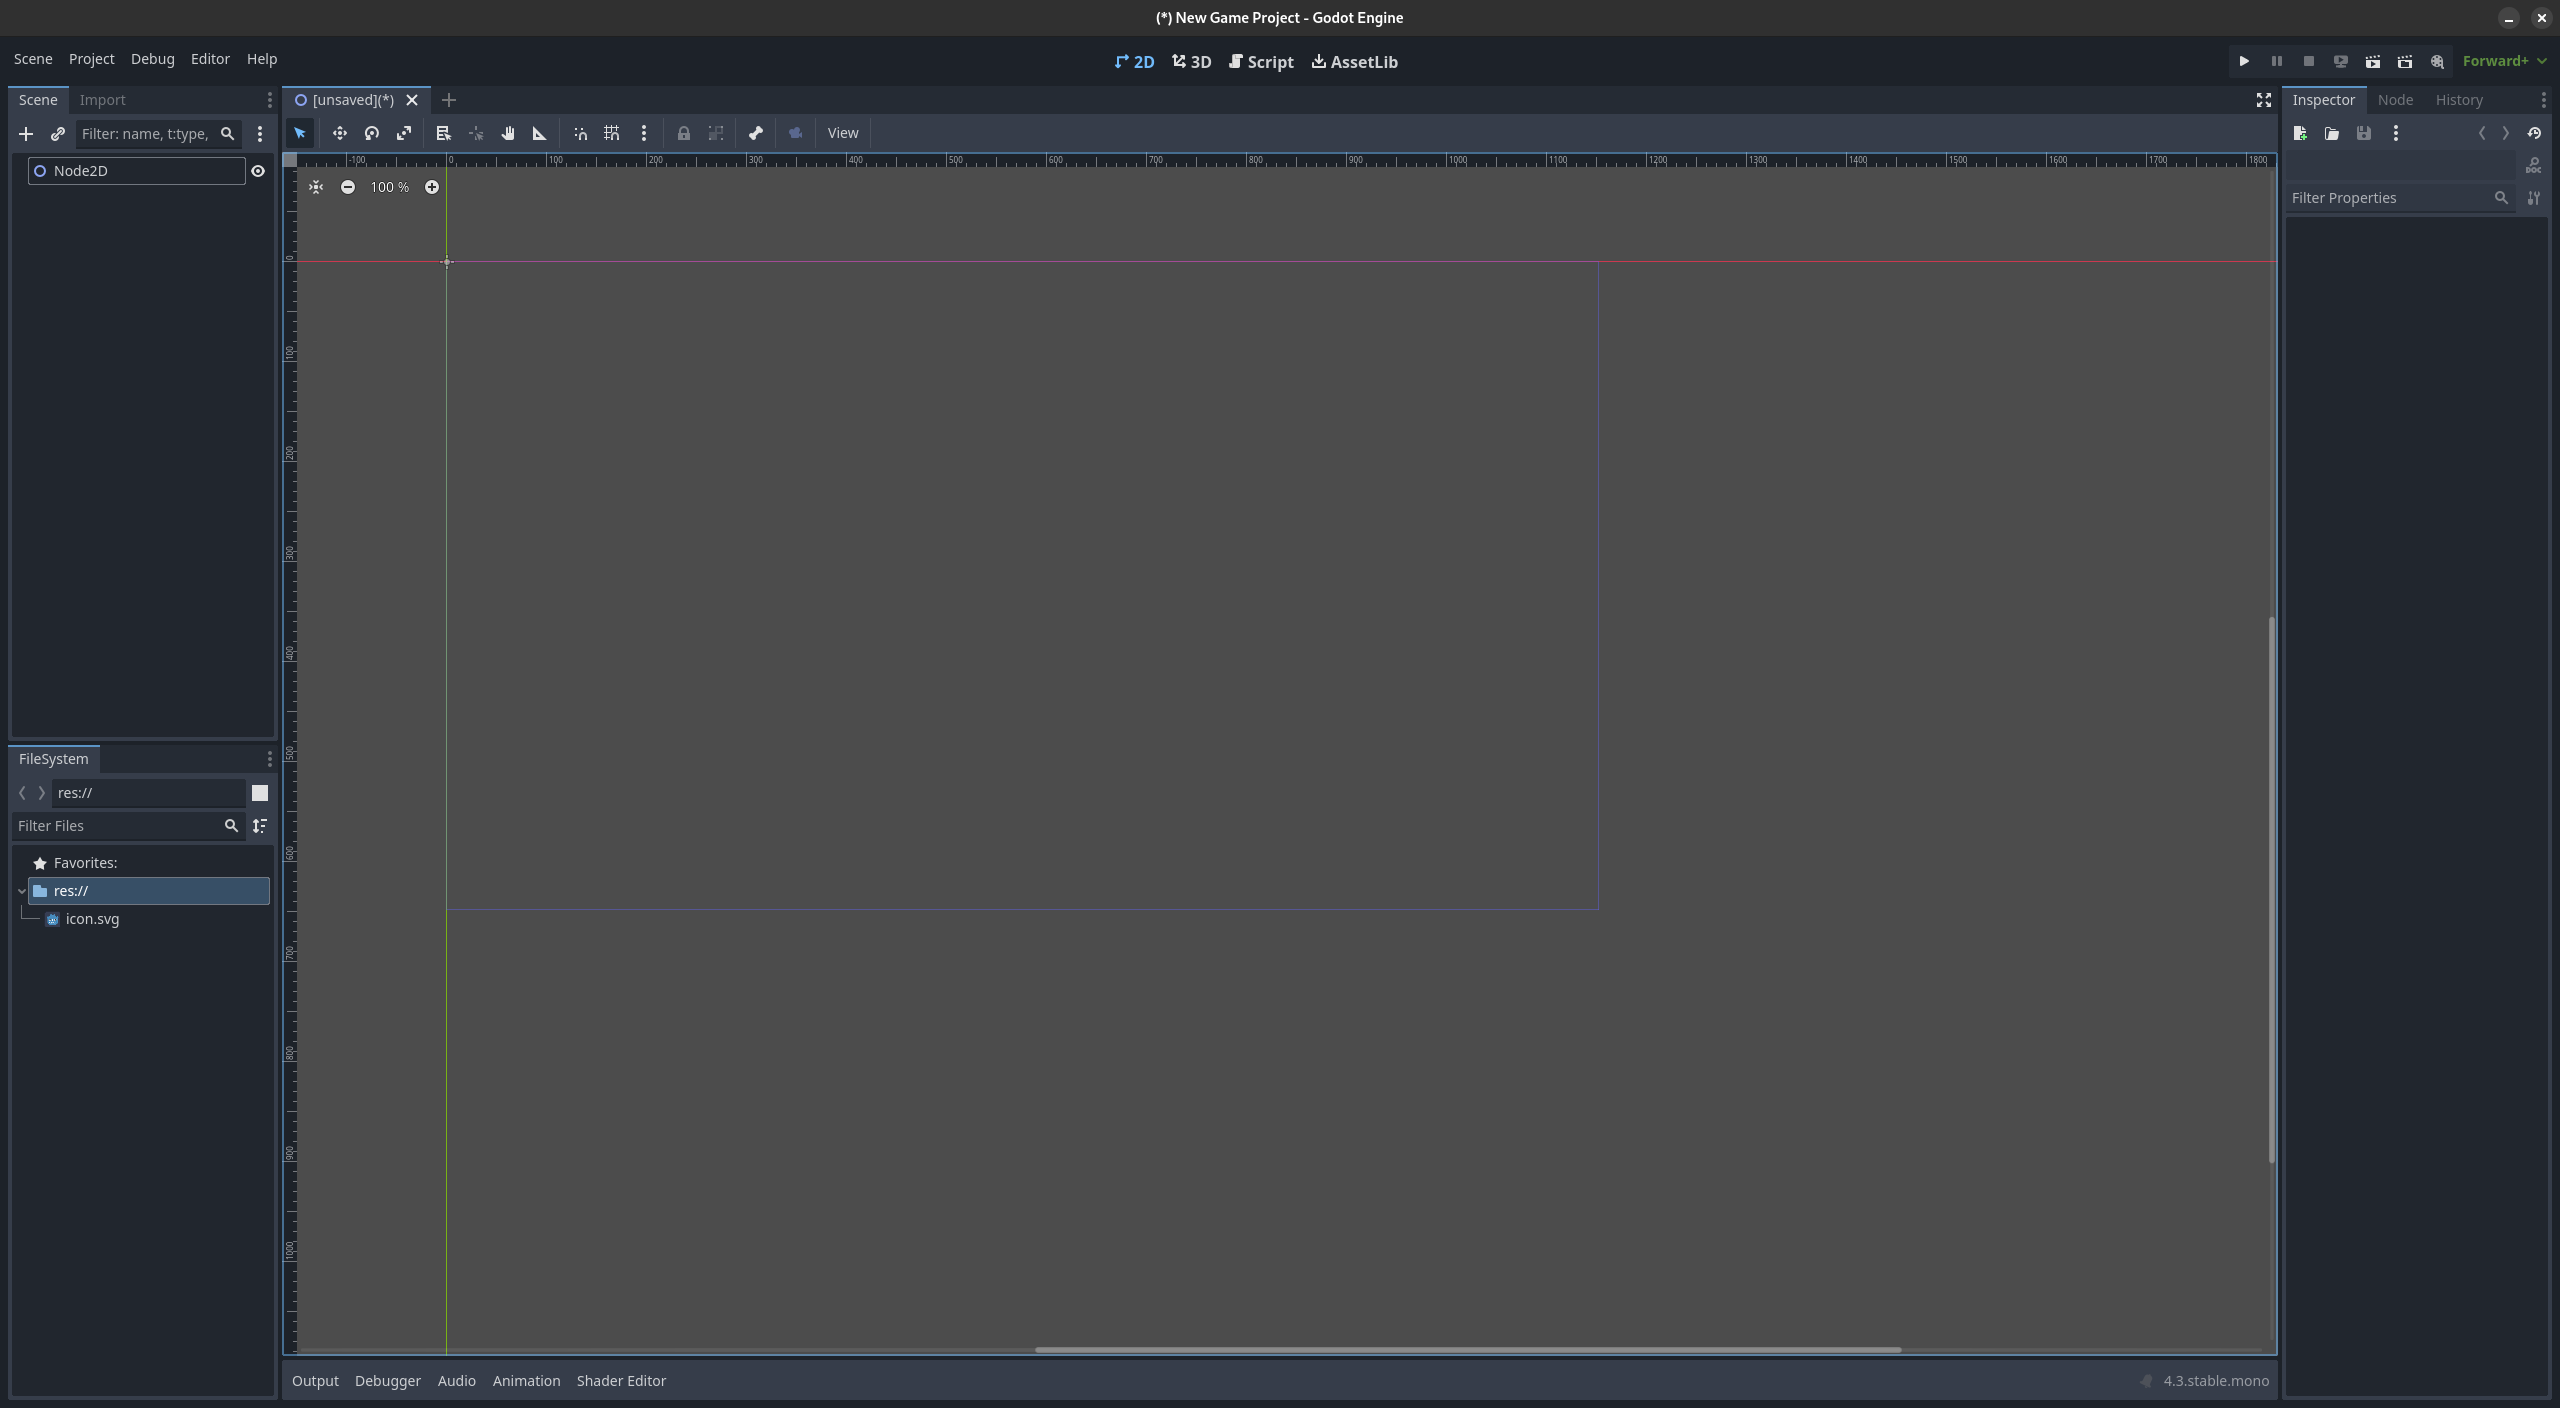 (*) New Game Project - Godot Engine
Scene Project Debug Editor Help
2D 3D Script AssetLib
Forward+
Scene Import
[unsaved](*)
Inspector Node History
Filter: name, t:type,
View
Node2D
-100 0 100 200 300 400 500 600 700 800 900 1000 1100 1200 1300 1400 1500 1600 1700 1800
DOC
100 %
Filter Properties
0
100
200
300
400
500
600
700
800
900
1000
FileSystem
res://
Filter Files
Favorites:
res://
icon.svg
Output Debugger Audio Animation Shader Editor
4.3.stable.mono